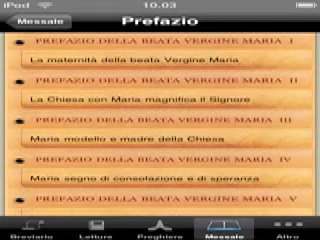 iPod 10.03
Messale Prefazio
PREFAZIO DELLA BEATA VERGINE MARIA I
La maternità della beata Vergine Maria
PREFAZIO DELLA BEATA VERGINE MARIA II
La Chiesa con Maria magnifica il Signore
PREFAZIO DELLA BEATA VERGINE MARIA III
Maria modello e madre della Chiesa
PREFAZIO DELLA BEATA VERGINE MARIA IV
Maria segno di consolazione e di speranza
PREFAZIO DELLA BEATA VERGINE MARIA V
Breviario Letture Preghiere Messale Altro